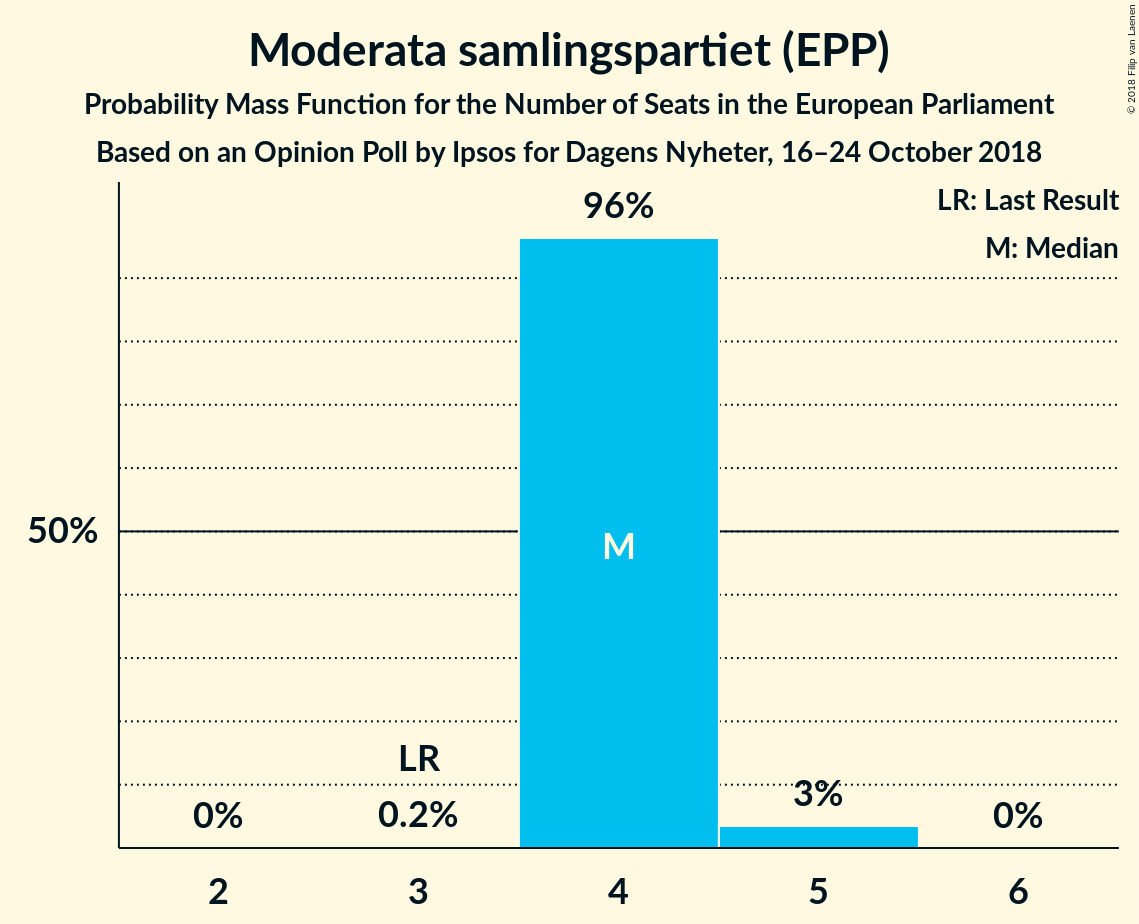 Moderata samlingspartiet (EPP)
Probability Mass Function for the Number of Seats in the European Parliament
Based on an Opinion Poll by Ipsos for Dagens Nyheter, 16–24 October 2018
© 2018 Filip van Laenen
LR: Last Result
M: Median
96%
50%
M
LR
0%
0.2%
3%
0%
2
3
4
5
6